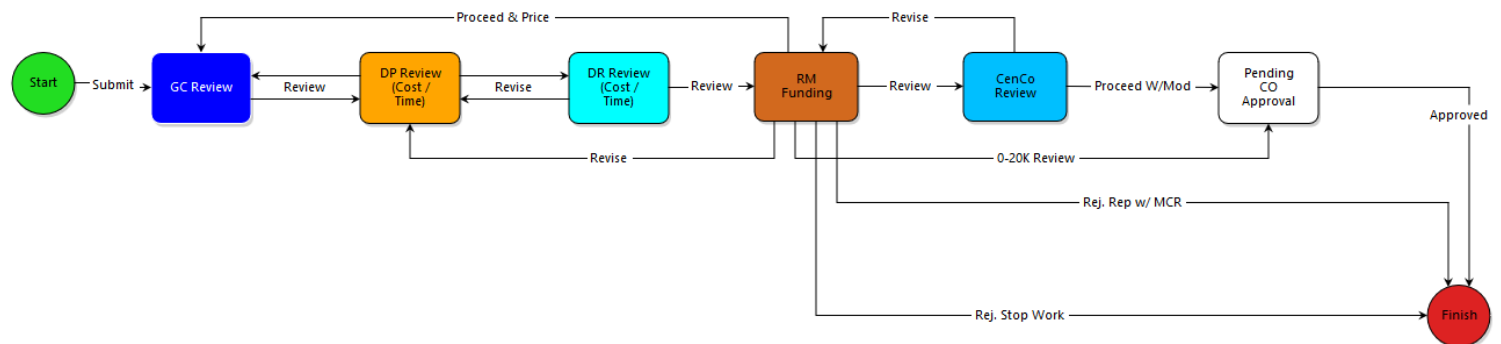 Proceed & Price
Revise
Start
Submit
GC Review
Review
DP Review
(Cost /
Time)
Revise
DR Review
(Cost /
Time)
Review
RM
Funding
Review
CenCo
Review
Proceed W/Mod
Pending
CO
Approval
Approved
Revise
0-20K Review
Rej. Rep w/ MCR
Rej. Stop Work
Finish